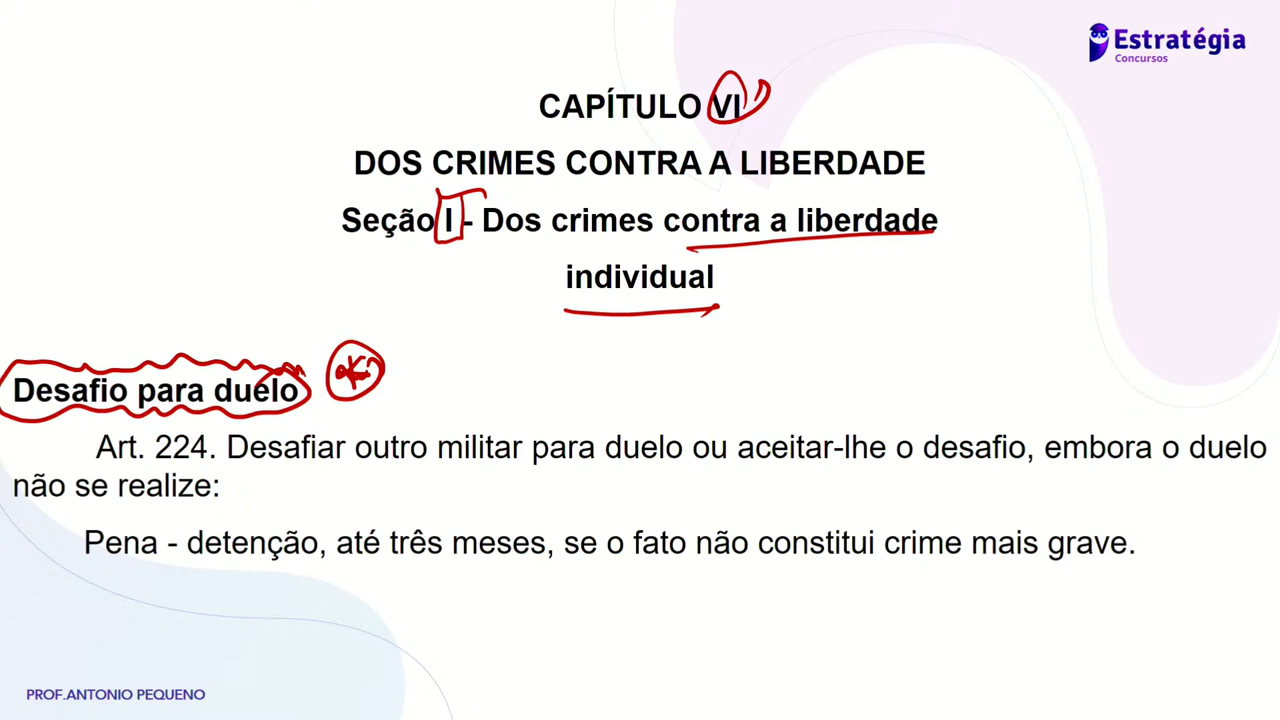 Estratégia
Concursos
CAPÍTULO VI
DOS CRIMES CONTRA A LIBERDADE
Seção I - Dos crimes contra a liberdade
individual
Desafio para duelo
Art. 224. Desafiar outro militar para duelo ou aceitar-lhe o desafio, embora o duelo
não se realize:
Pena - detenção, até três meses, se o fato não constitui crime mais grave.
PROF.ANTONIO PEQUENO